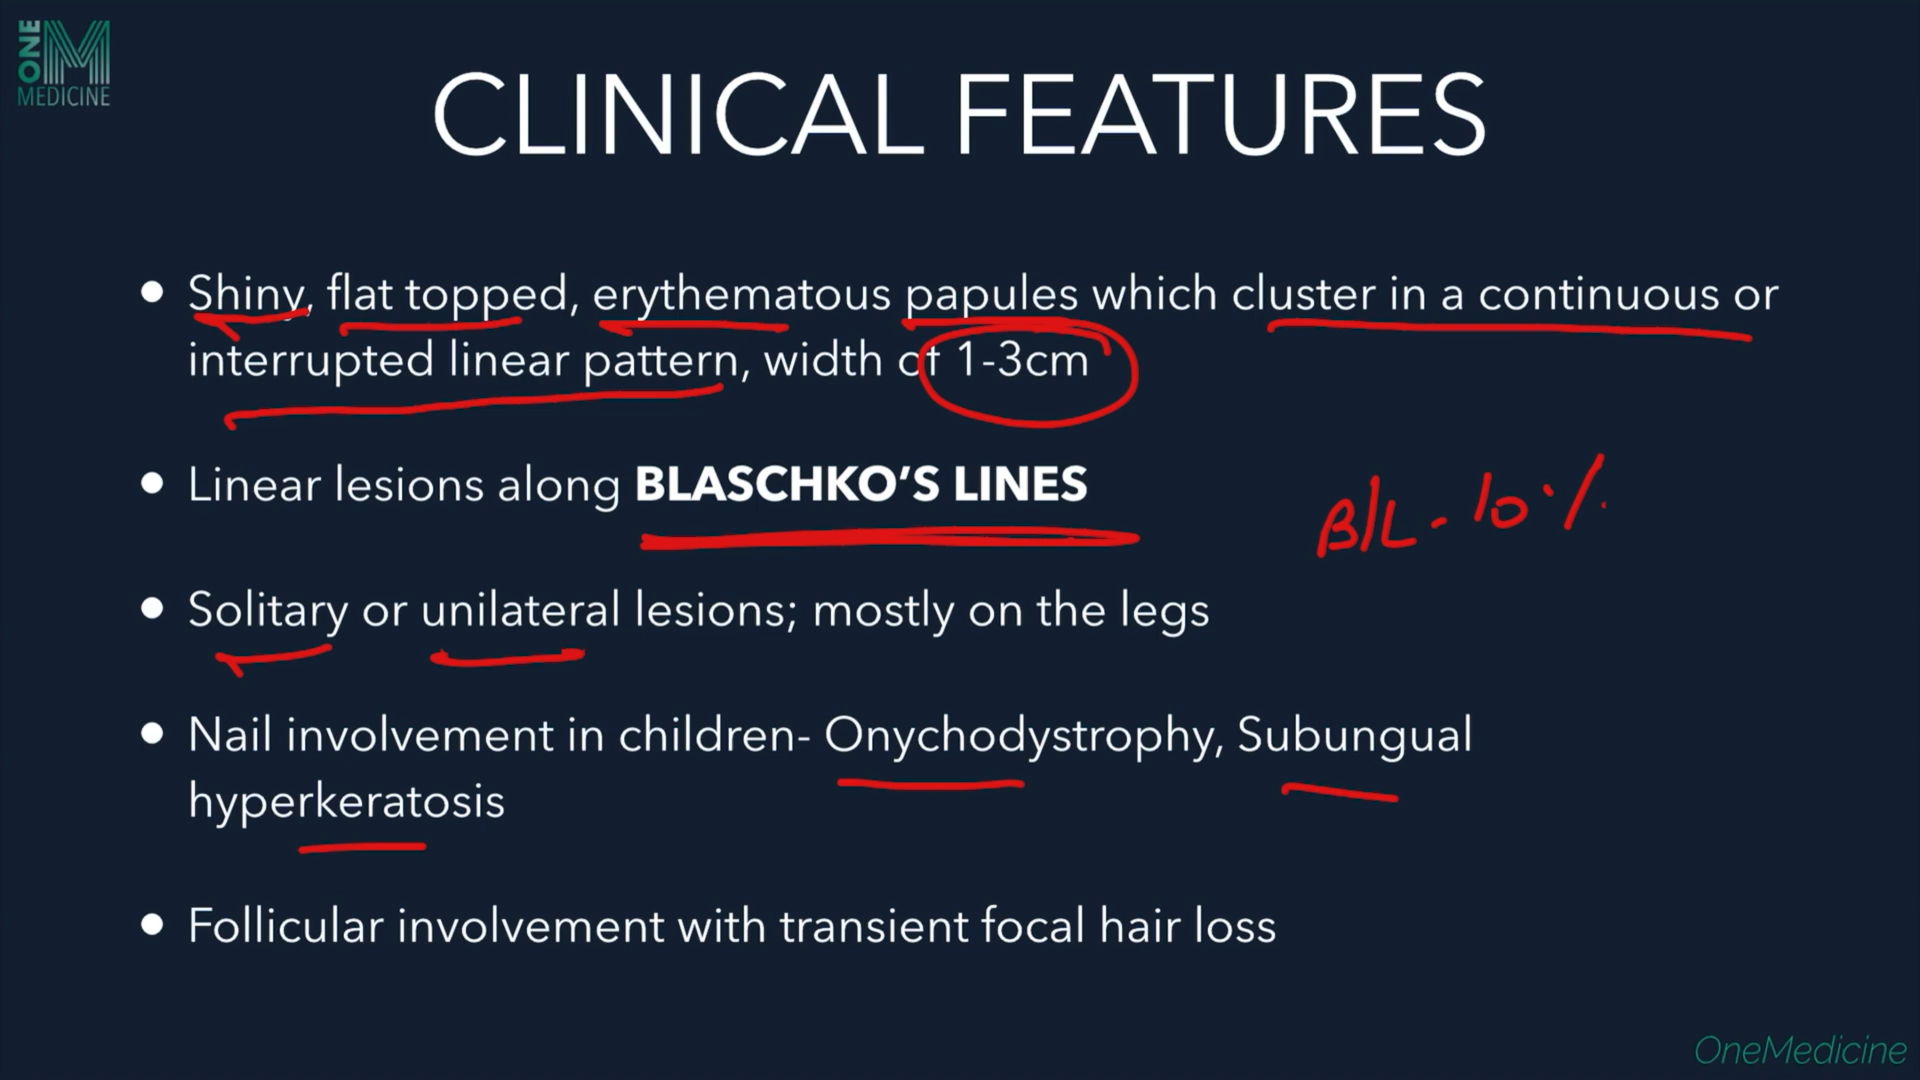 ONE
MEDICINE
CLINICAL FEATURES
• Shiny, flat topped, erythematous papules which cluster in a continuous or
interrupted linear pattern, width of 1-3cm
• Linear lesions along BLASCHKO'S LINES
B/L - 10%
• Solitary or unilateral lesions; mostly on the legs
• Nail involvement in children- Onychodystrophy, Subungual
hyperkeratosis
• Follicular involvement with transient focal hair loss
OneMedicine